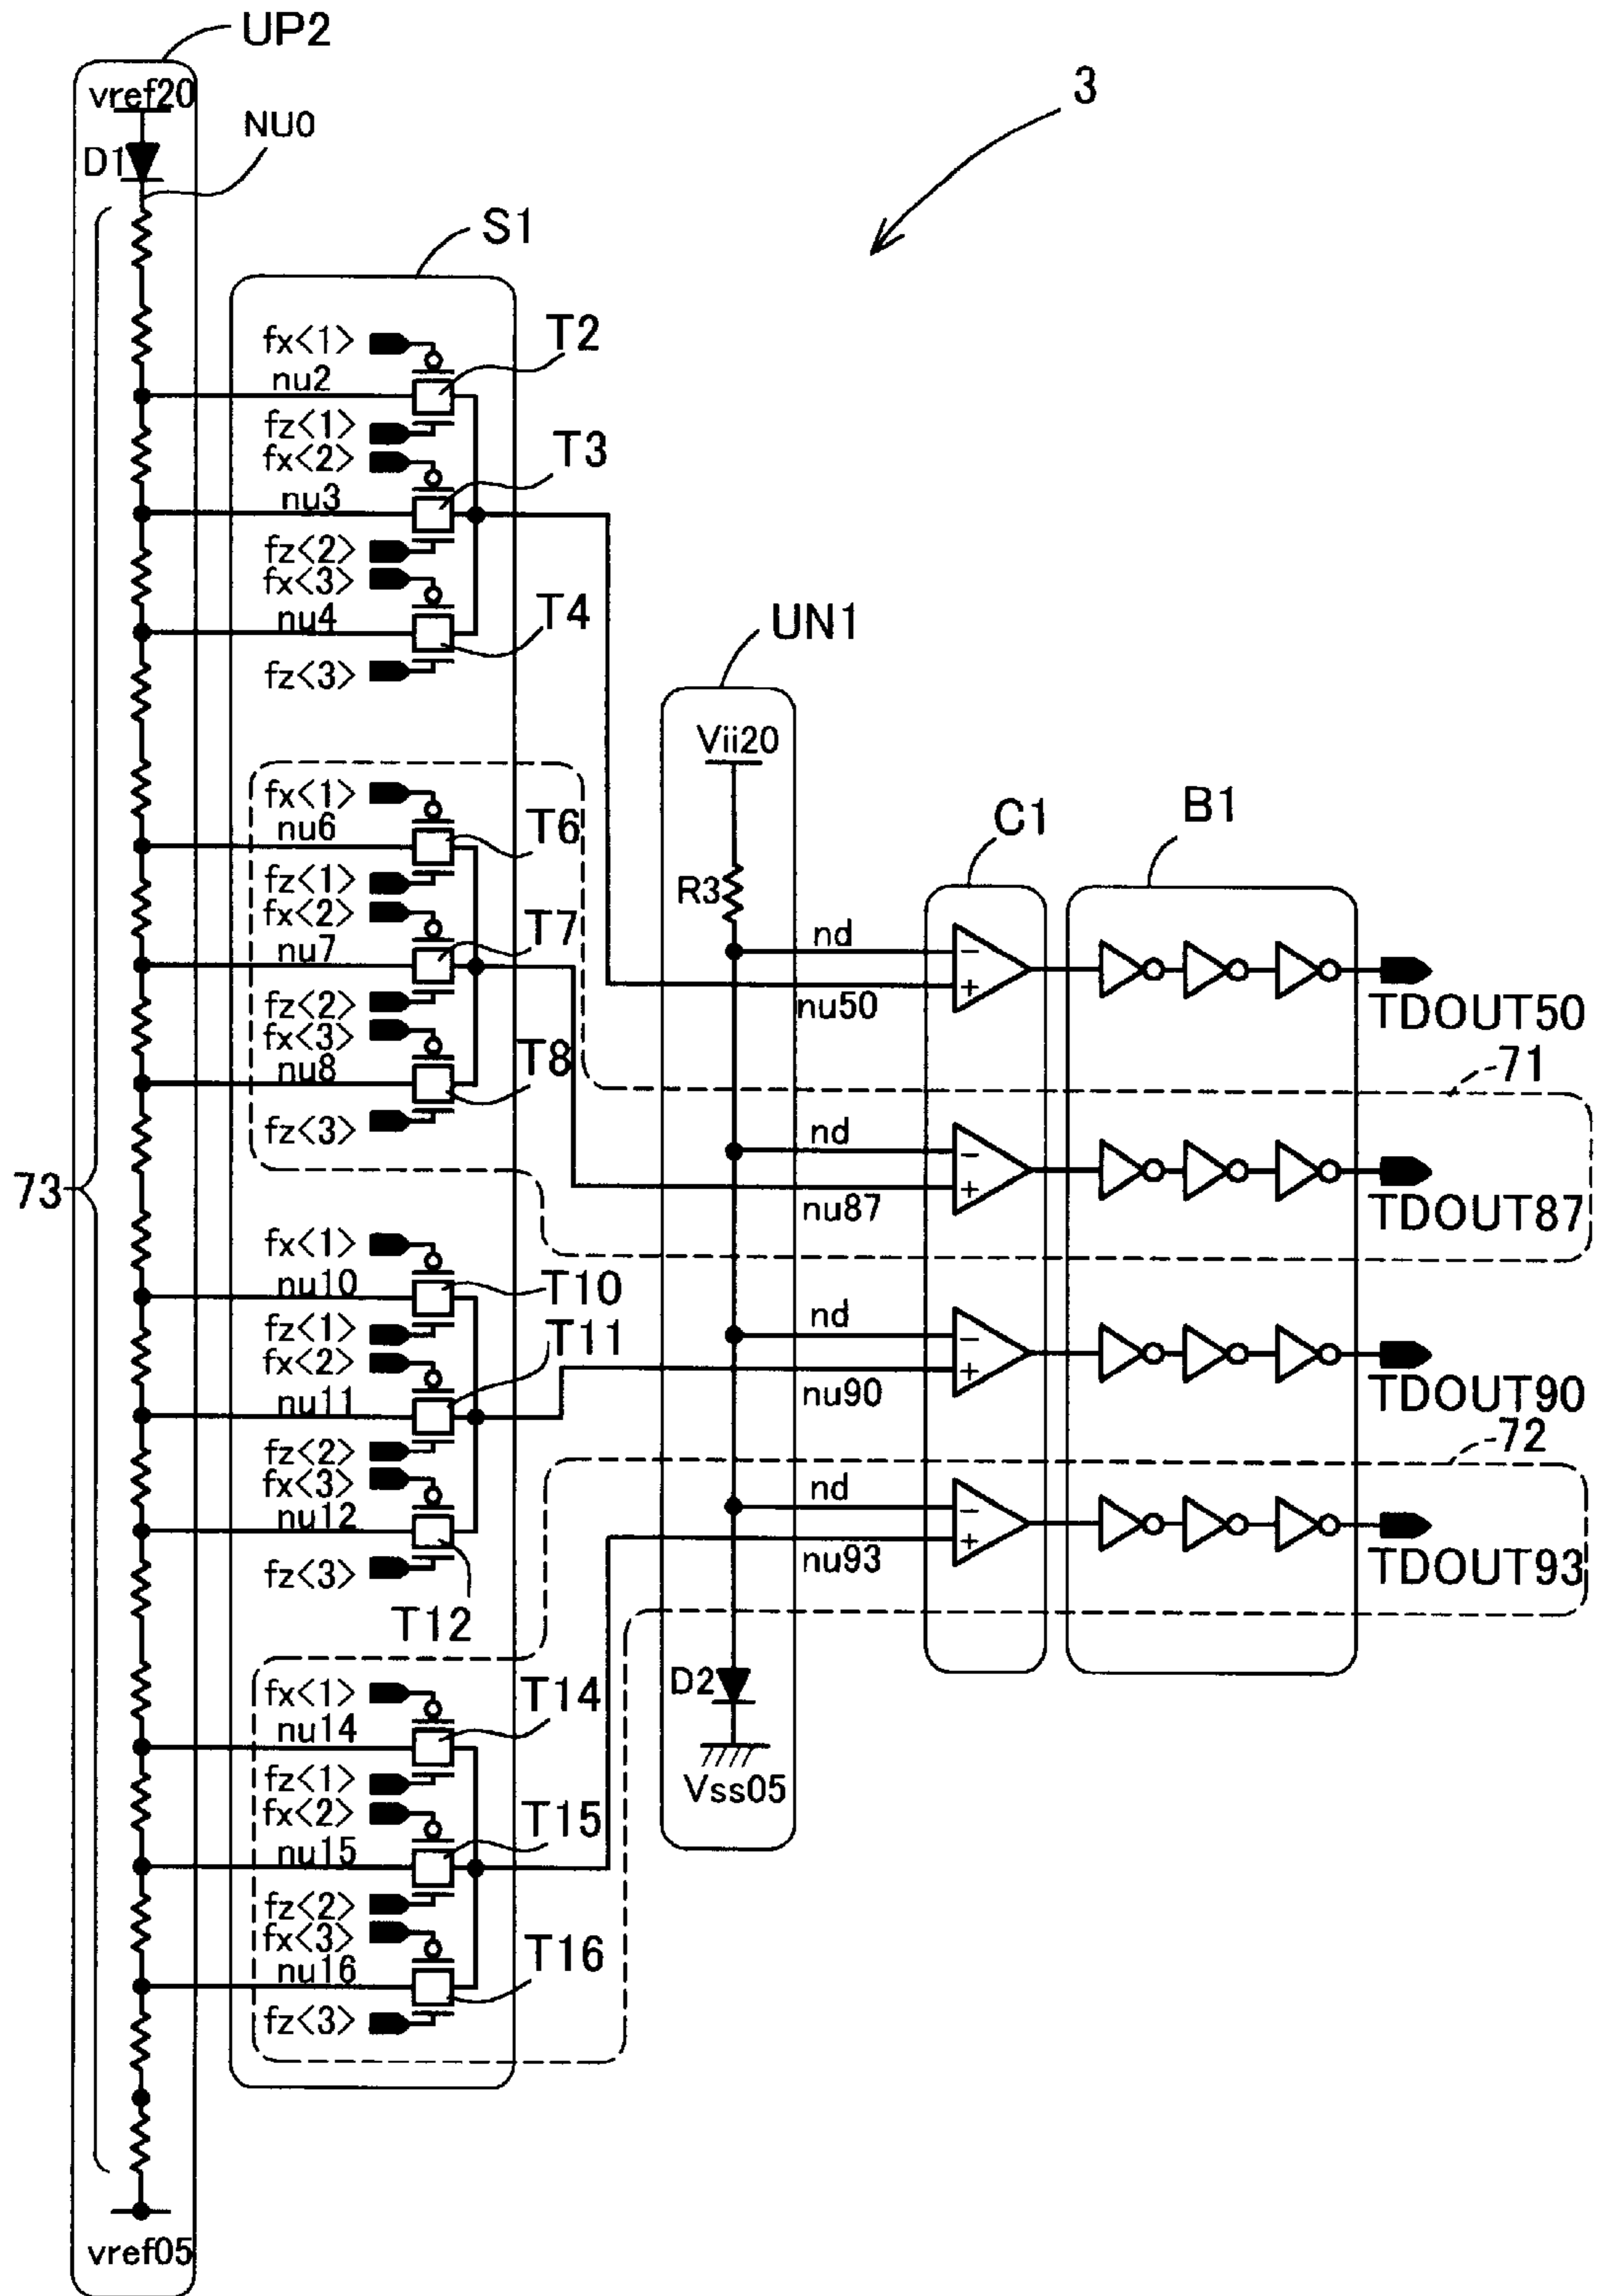 UP2
vref20
NU0
D1
3
S1
fx<1>
T2
nu2
fz<1>
T3
fx<2>
nu3
fz<2>
fx<3>
nu4
T4
fz<3>
UN1
Vii20
fx<1>
nu6
T6
fz<1>
R3
C1
B1
fx<2>
nu7
T7
nd
−
+
nu50
TDOUT50
fz<2>
fx<3>
nu8
T8
71
fz<3>
nd
−
+
nu87
TDOUT87
73
fx<1>
nu10
T10
fz<1>
T11
nd
−
+
nu90
TDOUT90
fx<2>
nu11
fz<2>
72
fx<3>
nu12
nd
−
+
nu93
TDOUT93
fz<3>
T12
fx<1>
T14
D2
nu14
fz<1>
Vss05
fx<2>
T15
nu15
fz<2>
fx<3>
T16
nu16
fz<3>
vref05